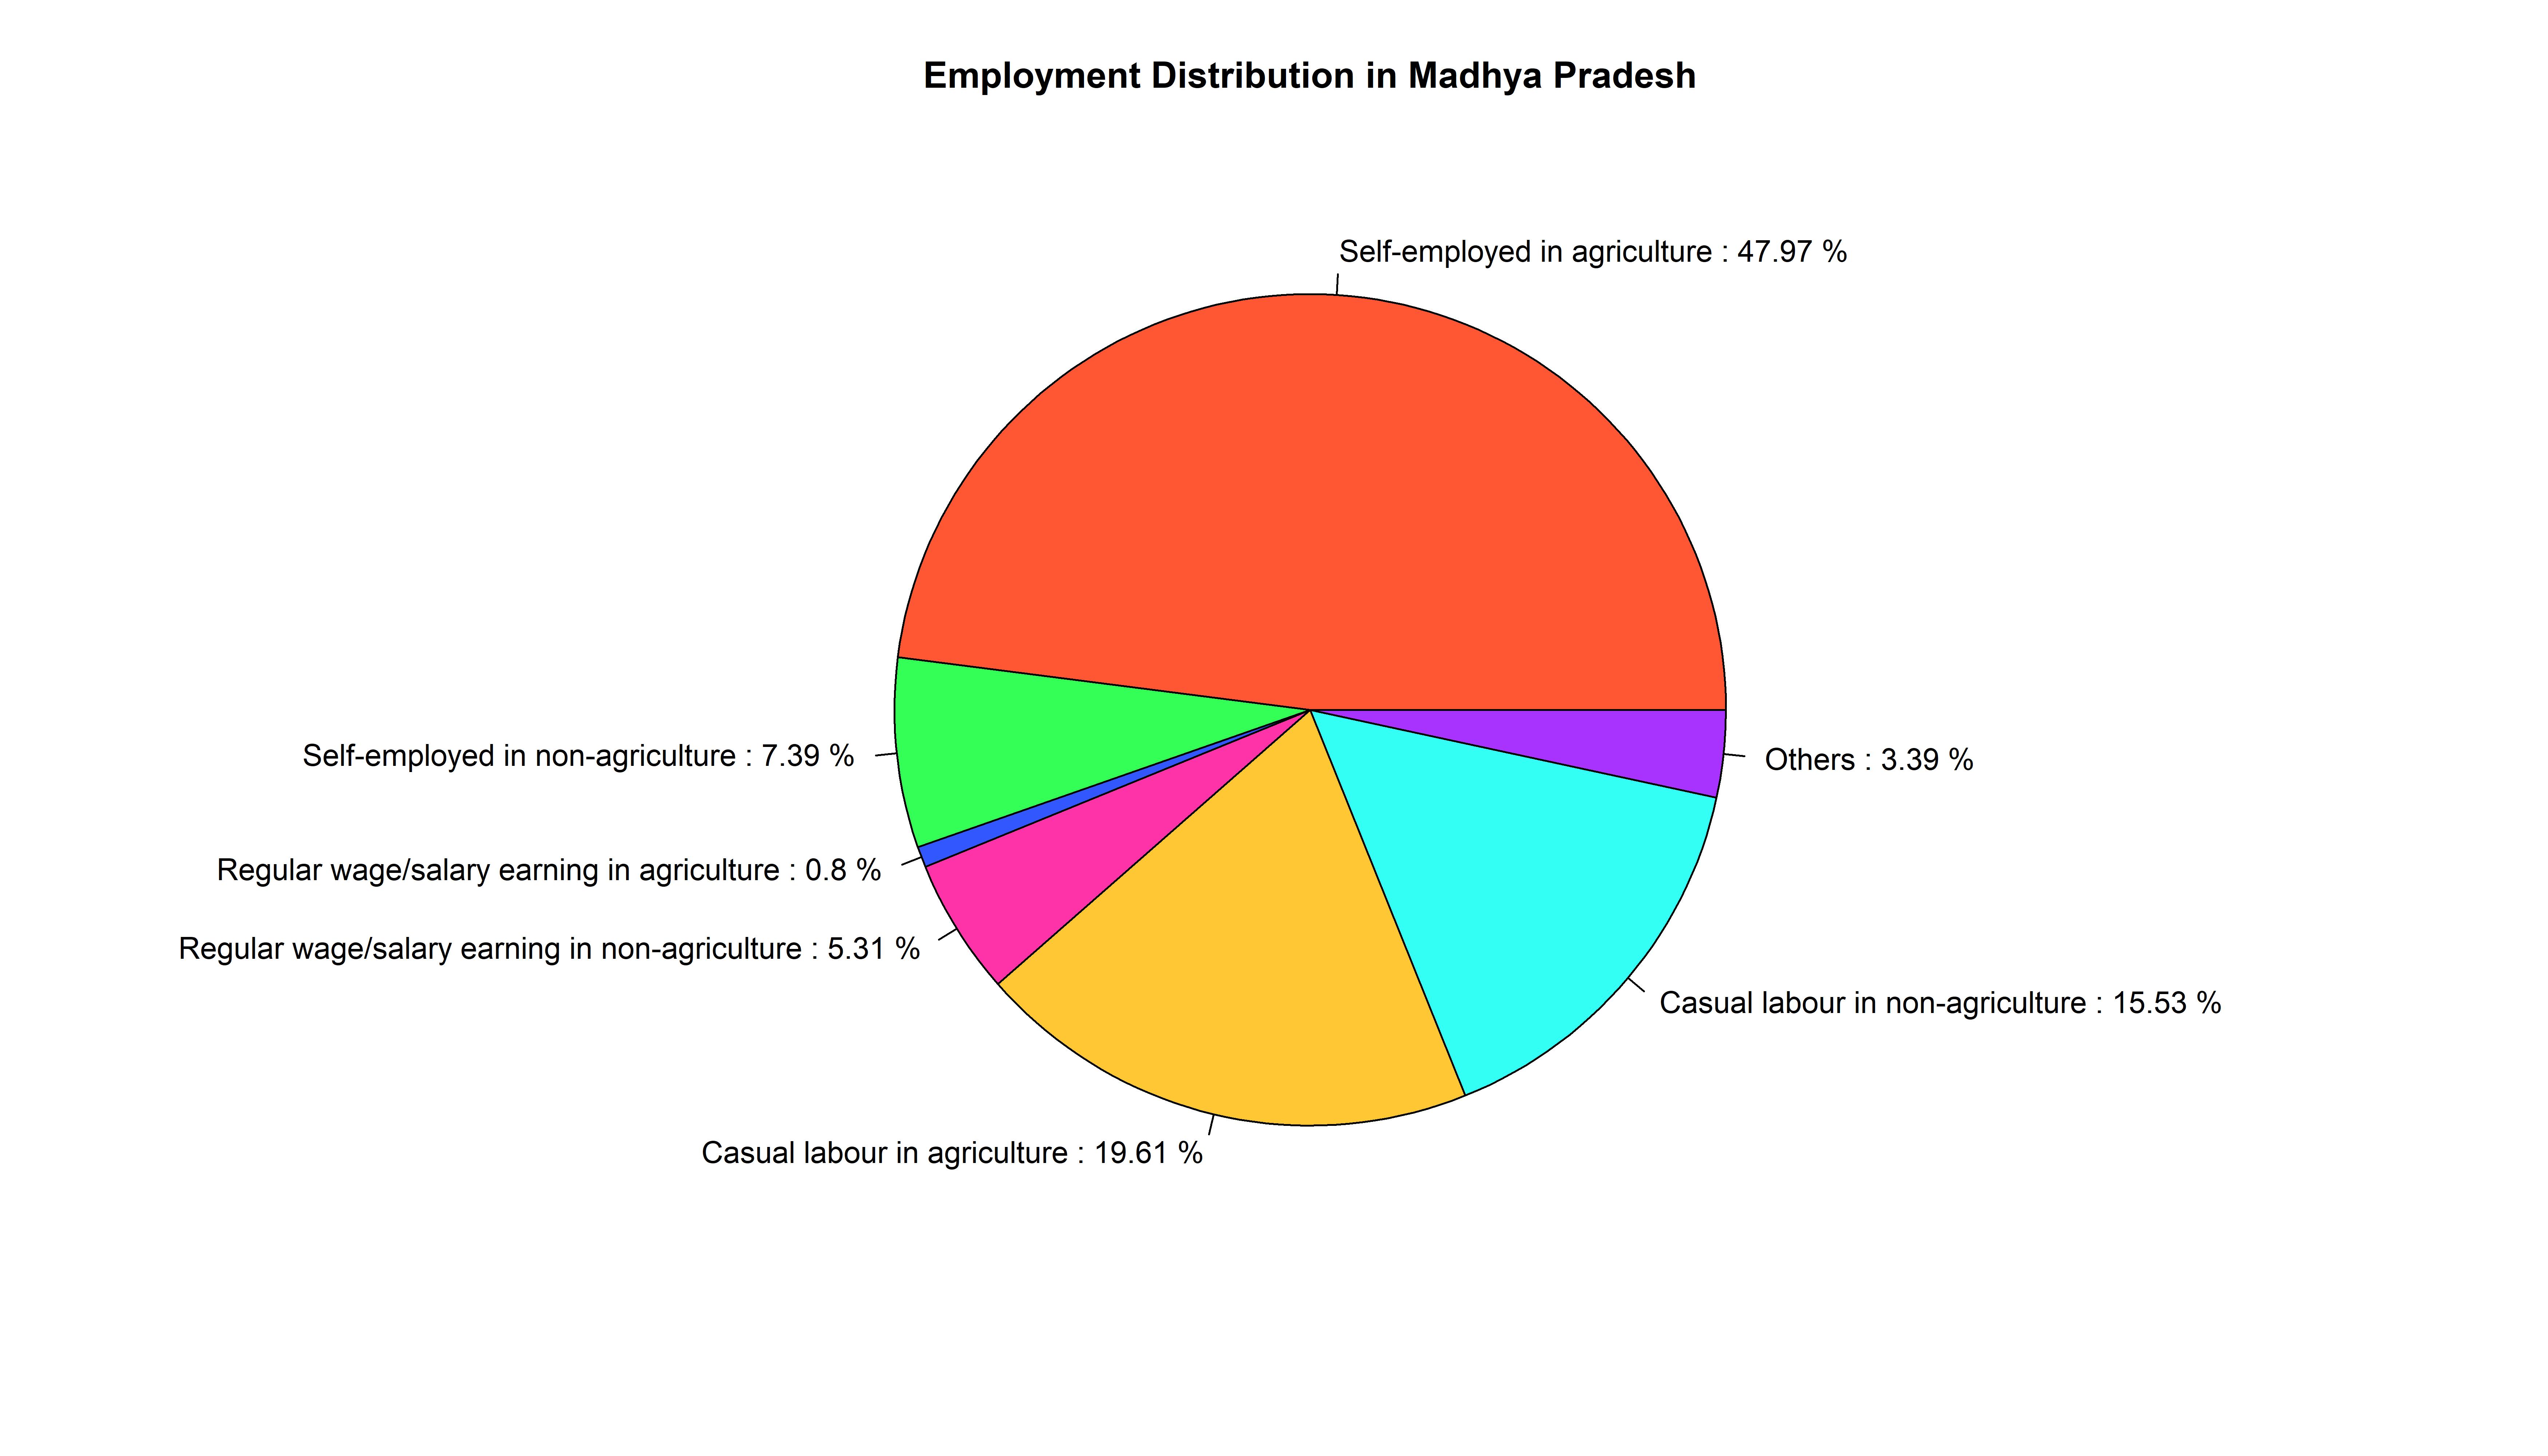 Employment Distribution in Madhya Pradesh
Self-employed in agriculture : 47.97 %
Self-employed in non-agriculture : 7.39 %
Others : 3.39 %
Regular wage/salary earning in agriculture : 0.8 %
Regular wage/salary earning in non-agriculture : 5.31 %
Casual labour in non-agriculture : 15.53 %
Casual labour in agriculture : 19.61 %